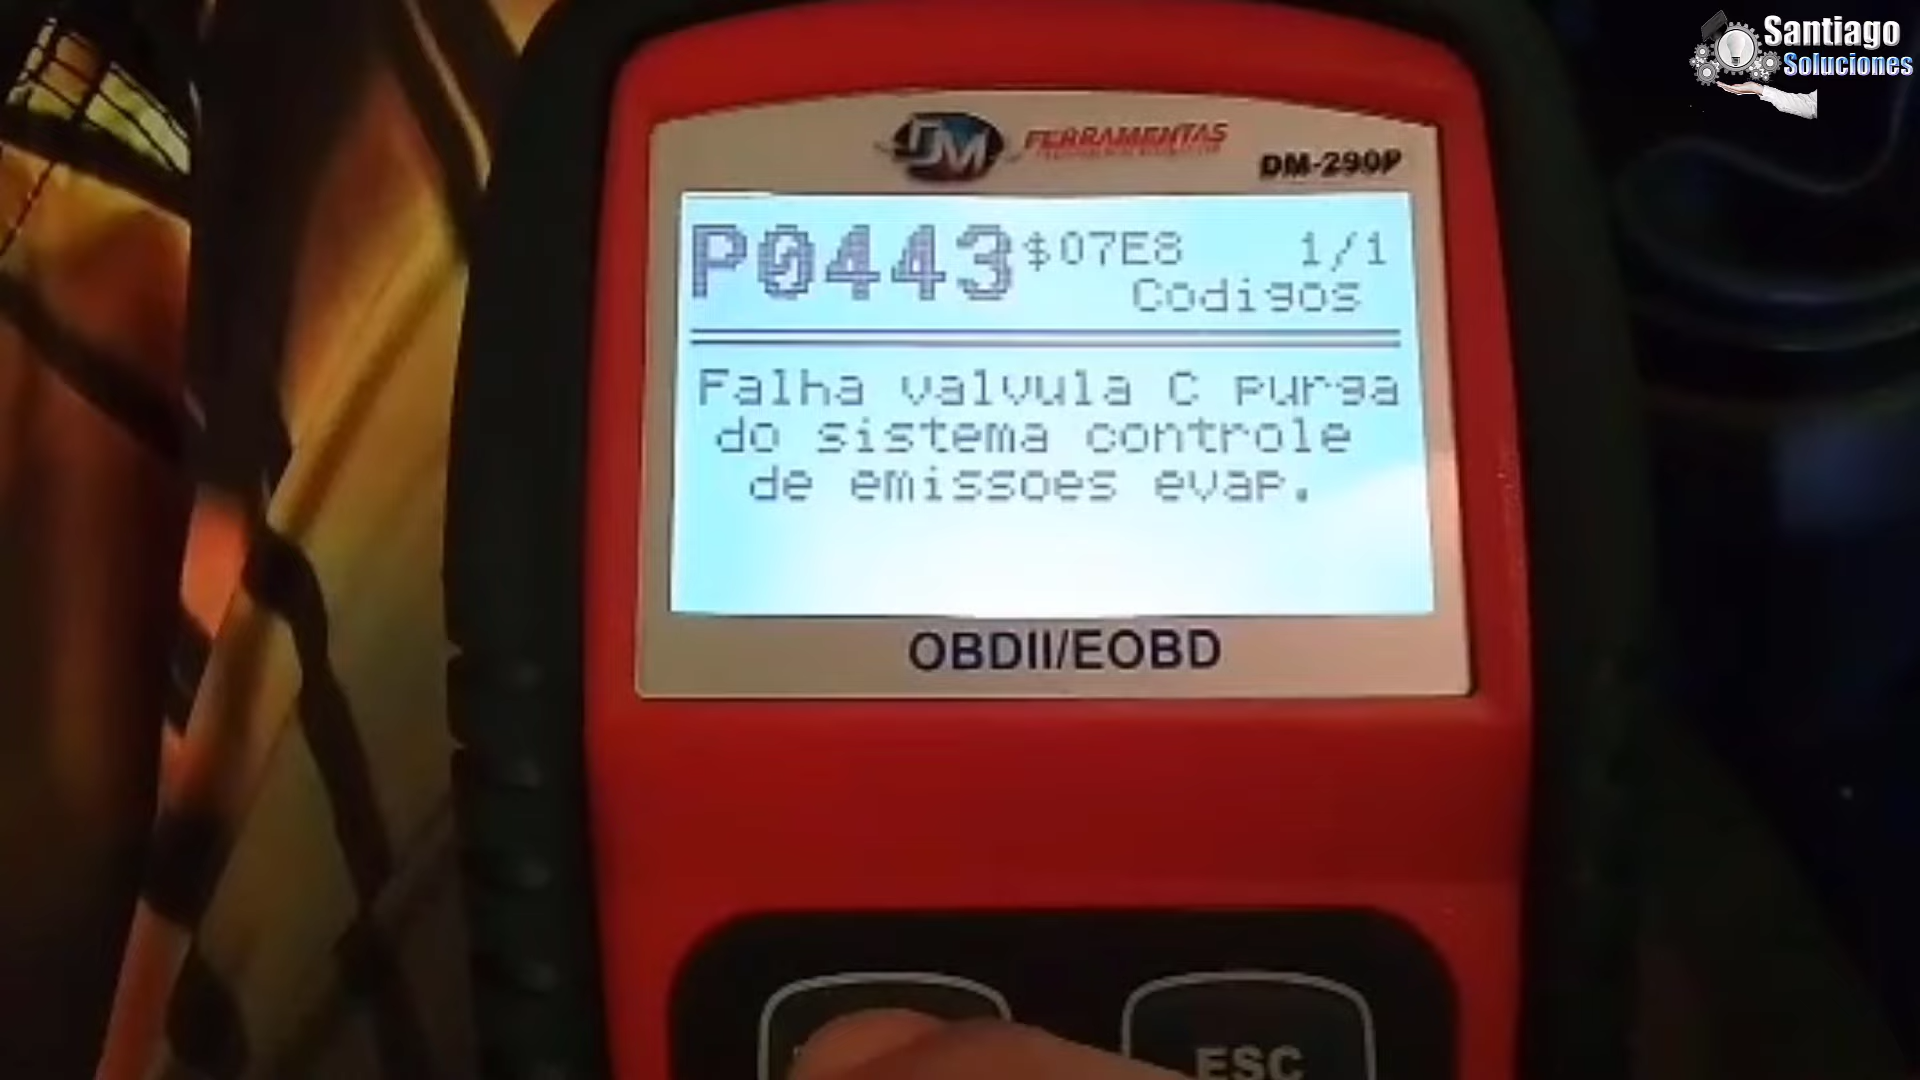 Santiago
Soluciones
DM FERRAMENTAS
DM-290P
P0443 $07E8 1/1
Codigos
Falha valvula C purga
do sistema controle
de emissoes evap.
OBDII/EOBD
ESC